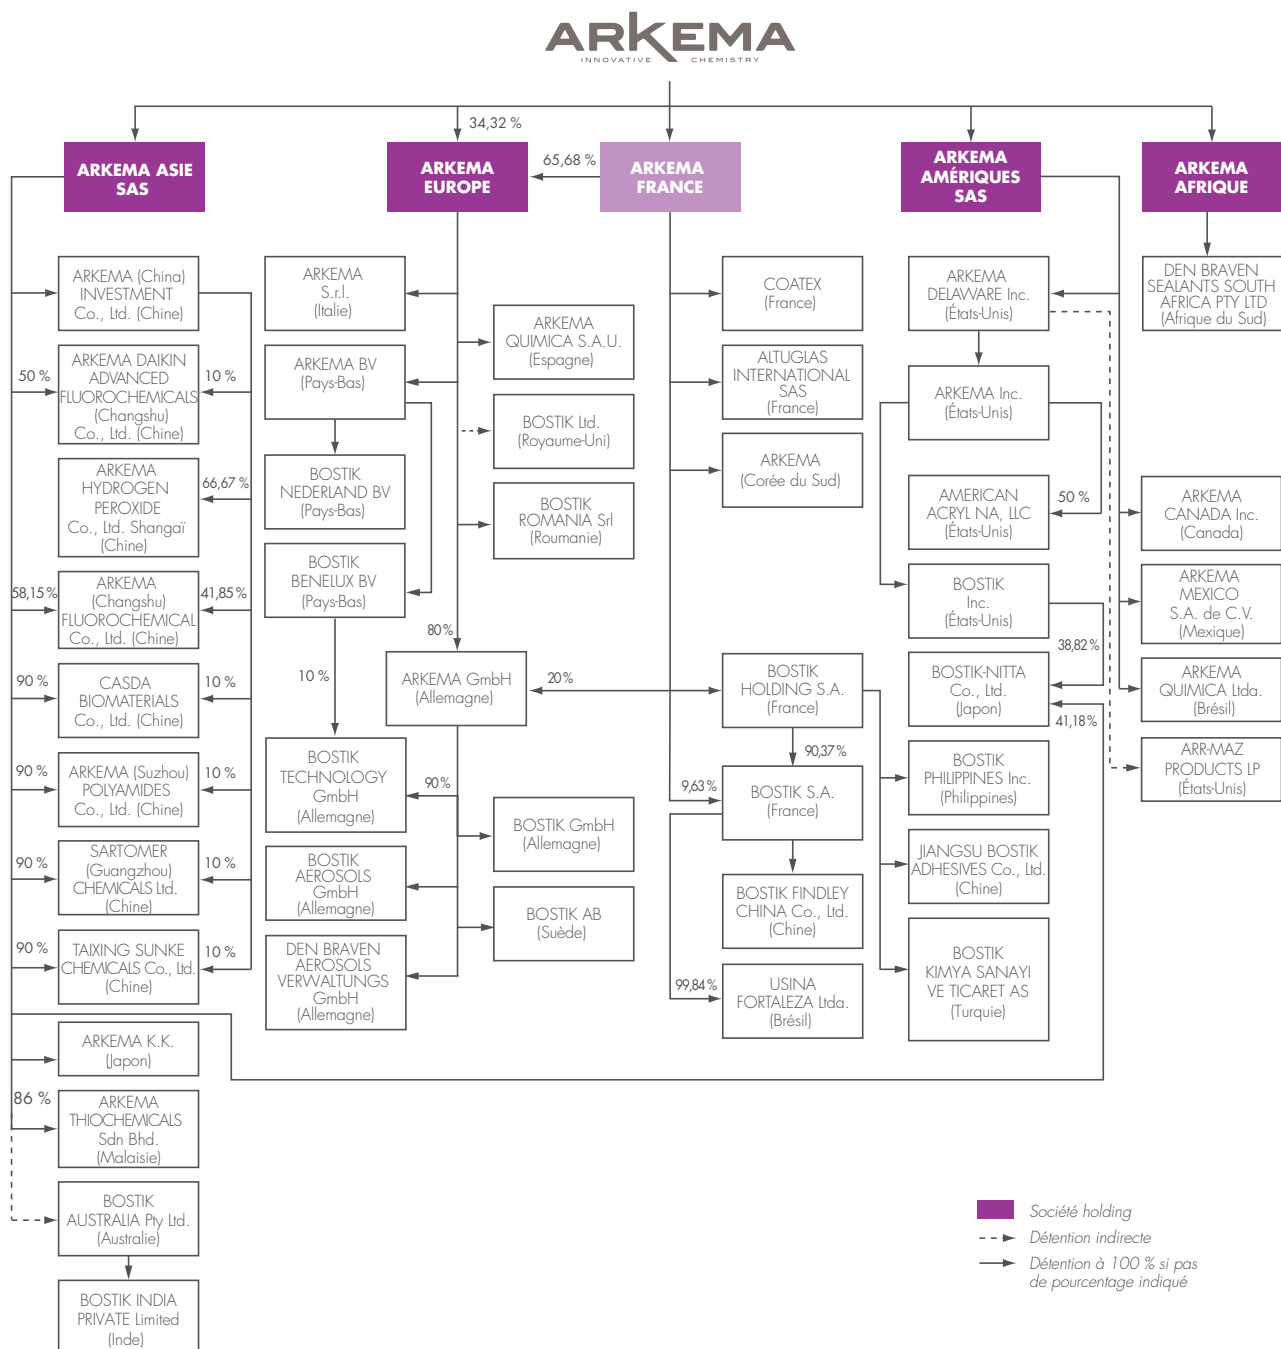 ARKEMA
INNOVATIVE CHEMISTRY
34,32 %
65,68 %
ARKEMA ASIE
SAS
ARKEMA
EUROPE
ARKEMA
FRANCE
ARKEMA
AMÉRIQUES
SAS
ARKEMA
AFRIQUE
ARKEMA (China)
INVESTMENT
Co., Ltd. (Chine)
50 %
ARKEMA DAIKIN
ADVANCED
FLUOROCHEMICALS
(Changshu)
Co., Ltd. (Chine)
10 %
ARKEMA
HYDROGEN
PEROXIDE
Co., Ltd. Shangaï
(Chine)
66,67 %
58,15 %
ARKEMA
(Changshu)
FLUOROCHEMICAL
Co., Ltd. (Chine)
41,85 %
90 %
CASDA
BIOMATERIALS
Co., Ltd. (Chine)
10 %
90 %
ARKEMA (Suzhou)
POLYAMIDES
Co., Ltd. (Chine)
10 %
90 %
SARTOMER
(Guangzhou)
CHEMICALS Ltd.
(Chine)
10 %
90 %
TAIXING SUNKE
CHEMICALS Co., Ltd.
(Chine)
10 %
ARKEMA K.K.
(Japon)
86 %
ARKEMA
THIOCHEMICALS
Sdn Bhd.
(Malaisie)
BOSTIK
AUSTRALIA Pty Ltd.
(Australie)
BOSTIK INDIA
PRIVATE Limited
(Inde)
ARKEMA
S.r.l.
(Italie)
ARKEMA BV
(Pays-Bas)
BOSTIK
NEDERLAND BV
(Pays-Bas)
BOSTIK
BENELUX BV
(Pays-Bas)
10 %
BOSTIK
TECHNOLOGY
GmbH
(Allemagne)
BOSTIK
AEROSOLS
GmbH
(Allemagne)
DEN BRAVEN
AEROSOLS
VERWALTUNGS
GmbH
(Allemagne)
ARKEMA
QUIMICA S.A.U.
(Espagne)
BOSTIK Ltd.
(Royaume-Uni)
BOSTIK
ROMANIA Srl
(Roumanie)
80 %
ARKEMA GmbH
(Allemagne)
20 %
90 %
BOSTIK GmbH
(Allemagne)
BOSTIK AB
(Suède)
COATEX
(France)
ALTUGLAS
INTERNATIONAL
SAS
(France)
ARKEMA
(Corée du Sud)
BOSTIK
HOLDING S.A.
(France)
90,37 %
9,63 %
BOSTIK S.A.
(France)
BOSTIK FINDLEY
CHINA Co., Ltd.
(Chine)
99,84 %
USINA
FORTALEZA Ltda.
(Brésil)
ARKEMA
DELAWARE Inc.
(États-Unis)
ARKEMA Inc.
(États-Unis)
AMERICAN
ACRYL NA, LLC
(États-Unis)
50 %
BOSTIK
Inc.
(États-Unis)
38,82 %
BOSTIK-NITTA
Co., Ltd.
(Japon)
41,18 %
BOSTIK
PHILIPPINES Inc.
(Philippines)
JIANGSU BOSTIK
ADHESIVES Co., Ltd.
(Chine)
BOSTIK
KIMYA SANAYI
VE TICARET AS
(Turquie)
DEN BRAVEN
SEALANTS SOUTH
AFRICA PTY LTD
(Afrique du Sud)
ARKEMA
CANADA Inc.
(Canada)
ARKEMA
MEXICO
S.A. de C.V.
(Mexique)
ARKEMA
QUIMICA Ltda.
(Brésil)
ARR-MAZ
PRODUCTS LP
(États-Unis)
Société holding
Détention indirecte
Détention à 100 % si pas
de pourcentage indiqué